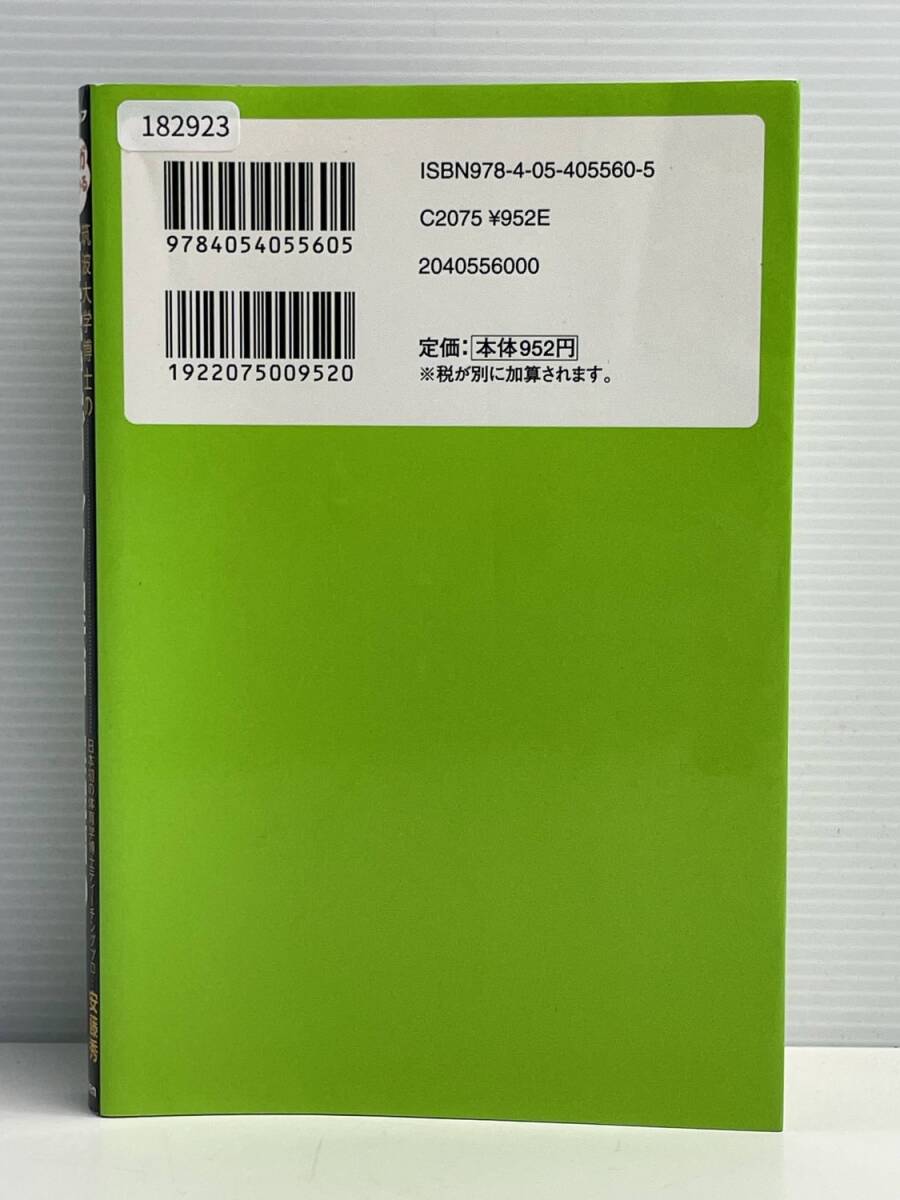 182923
9784054055605
1922075009520
ISBN978-4-05-405560-5
C2075 ¥952E
2040556000
定価：本体952円
※税が別に加算されます。
筑波大学博士の
日本初の体育学博士ティーチングプロ
安藤秀